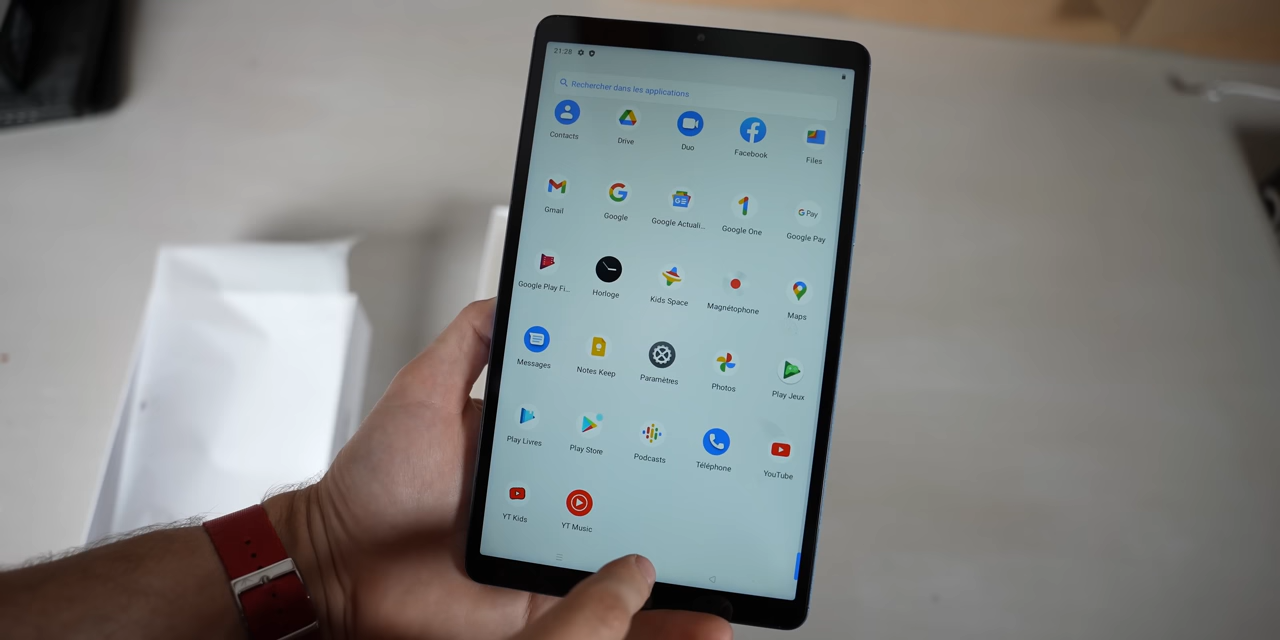 21:28
Rechercher dans les applications
Contacts
Drive
Duo
Facebook
Files
Gmail
Google
Google Actuali...
Google One
G Pay
Google Pay
Google Play Fi...
Horloge
Kids Space
Magnétophone
Maps
Messages
Notes Keep
Paramètres
Photos
Play Jeux
Play Livres
Play Store
Podcasts
Téléphone
YouTube
YT Kids
YT Music